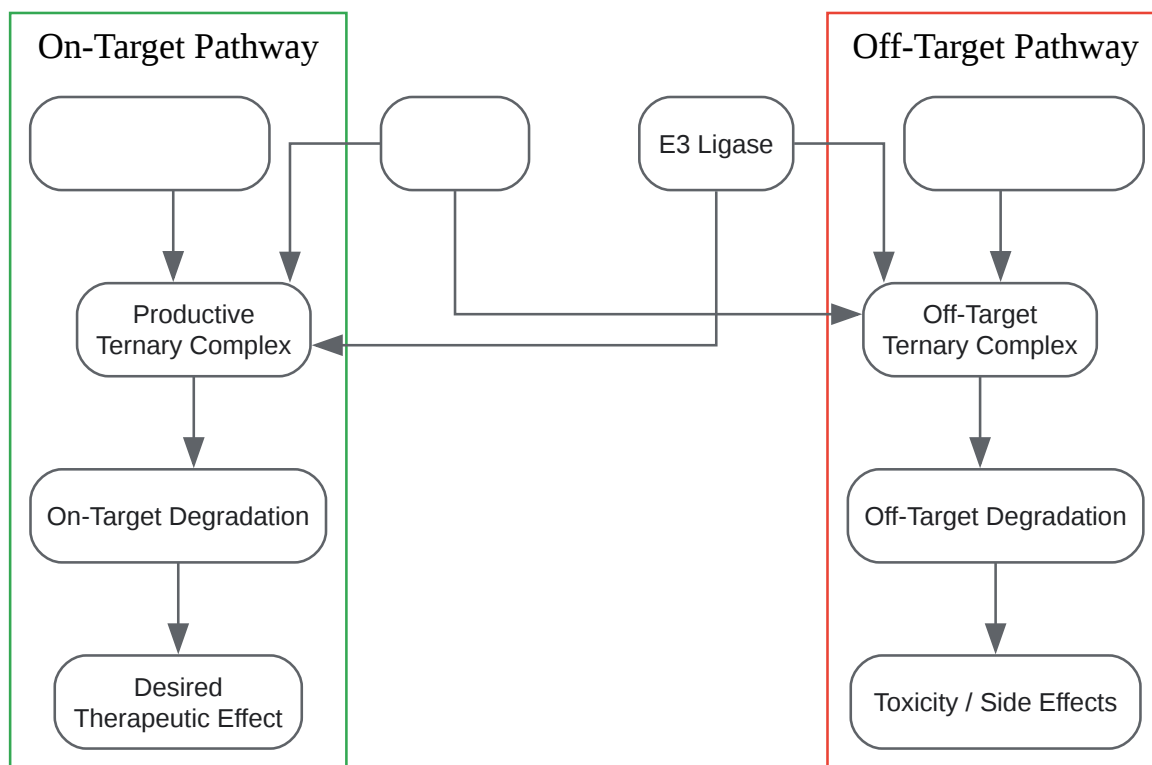 On-Target Pathway
Off-Target Pathway
E3 Ligase
Productive
Ternary Complex
Off-Target
Ternary Complex
On-Target Degradation
Off-Target Degradation
Desired
Therapeutic Effect
Toxicity / Side Effects